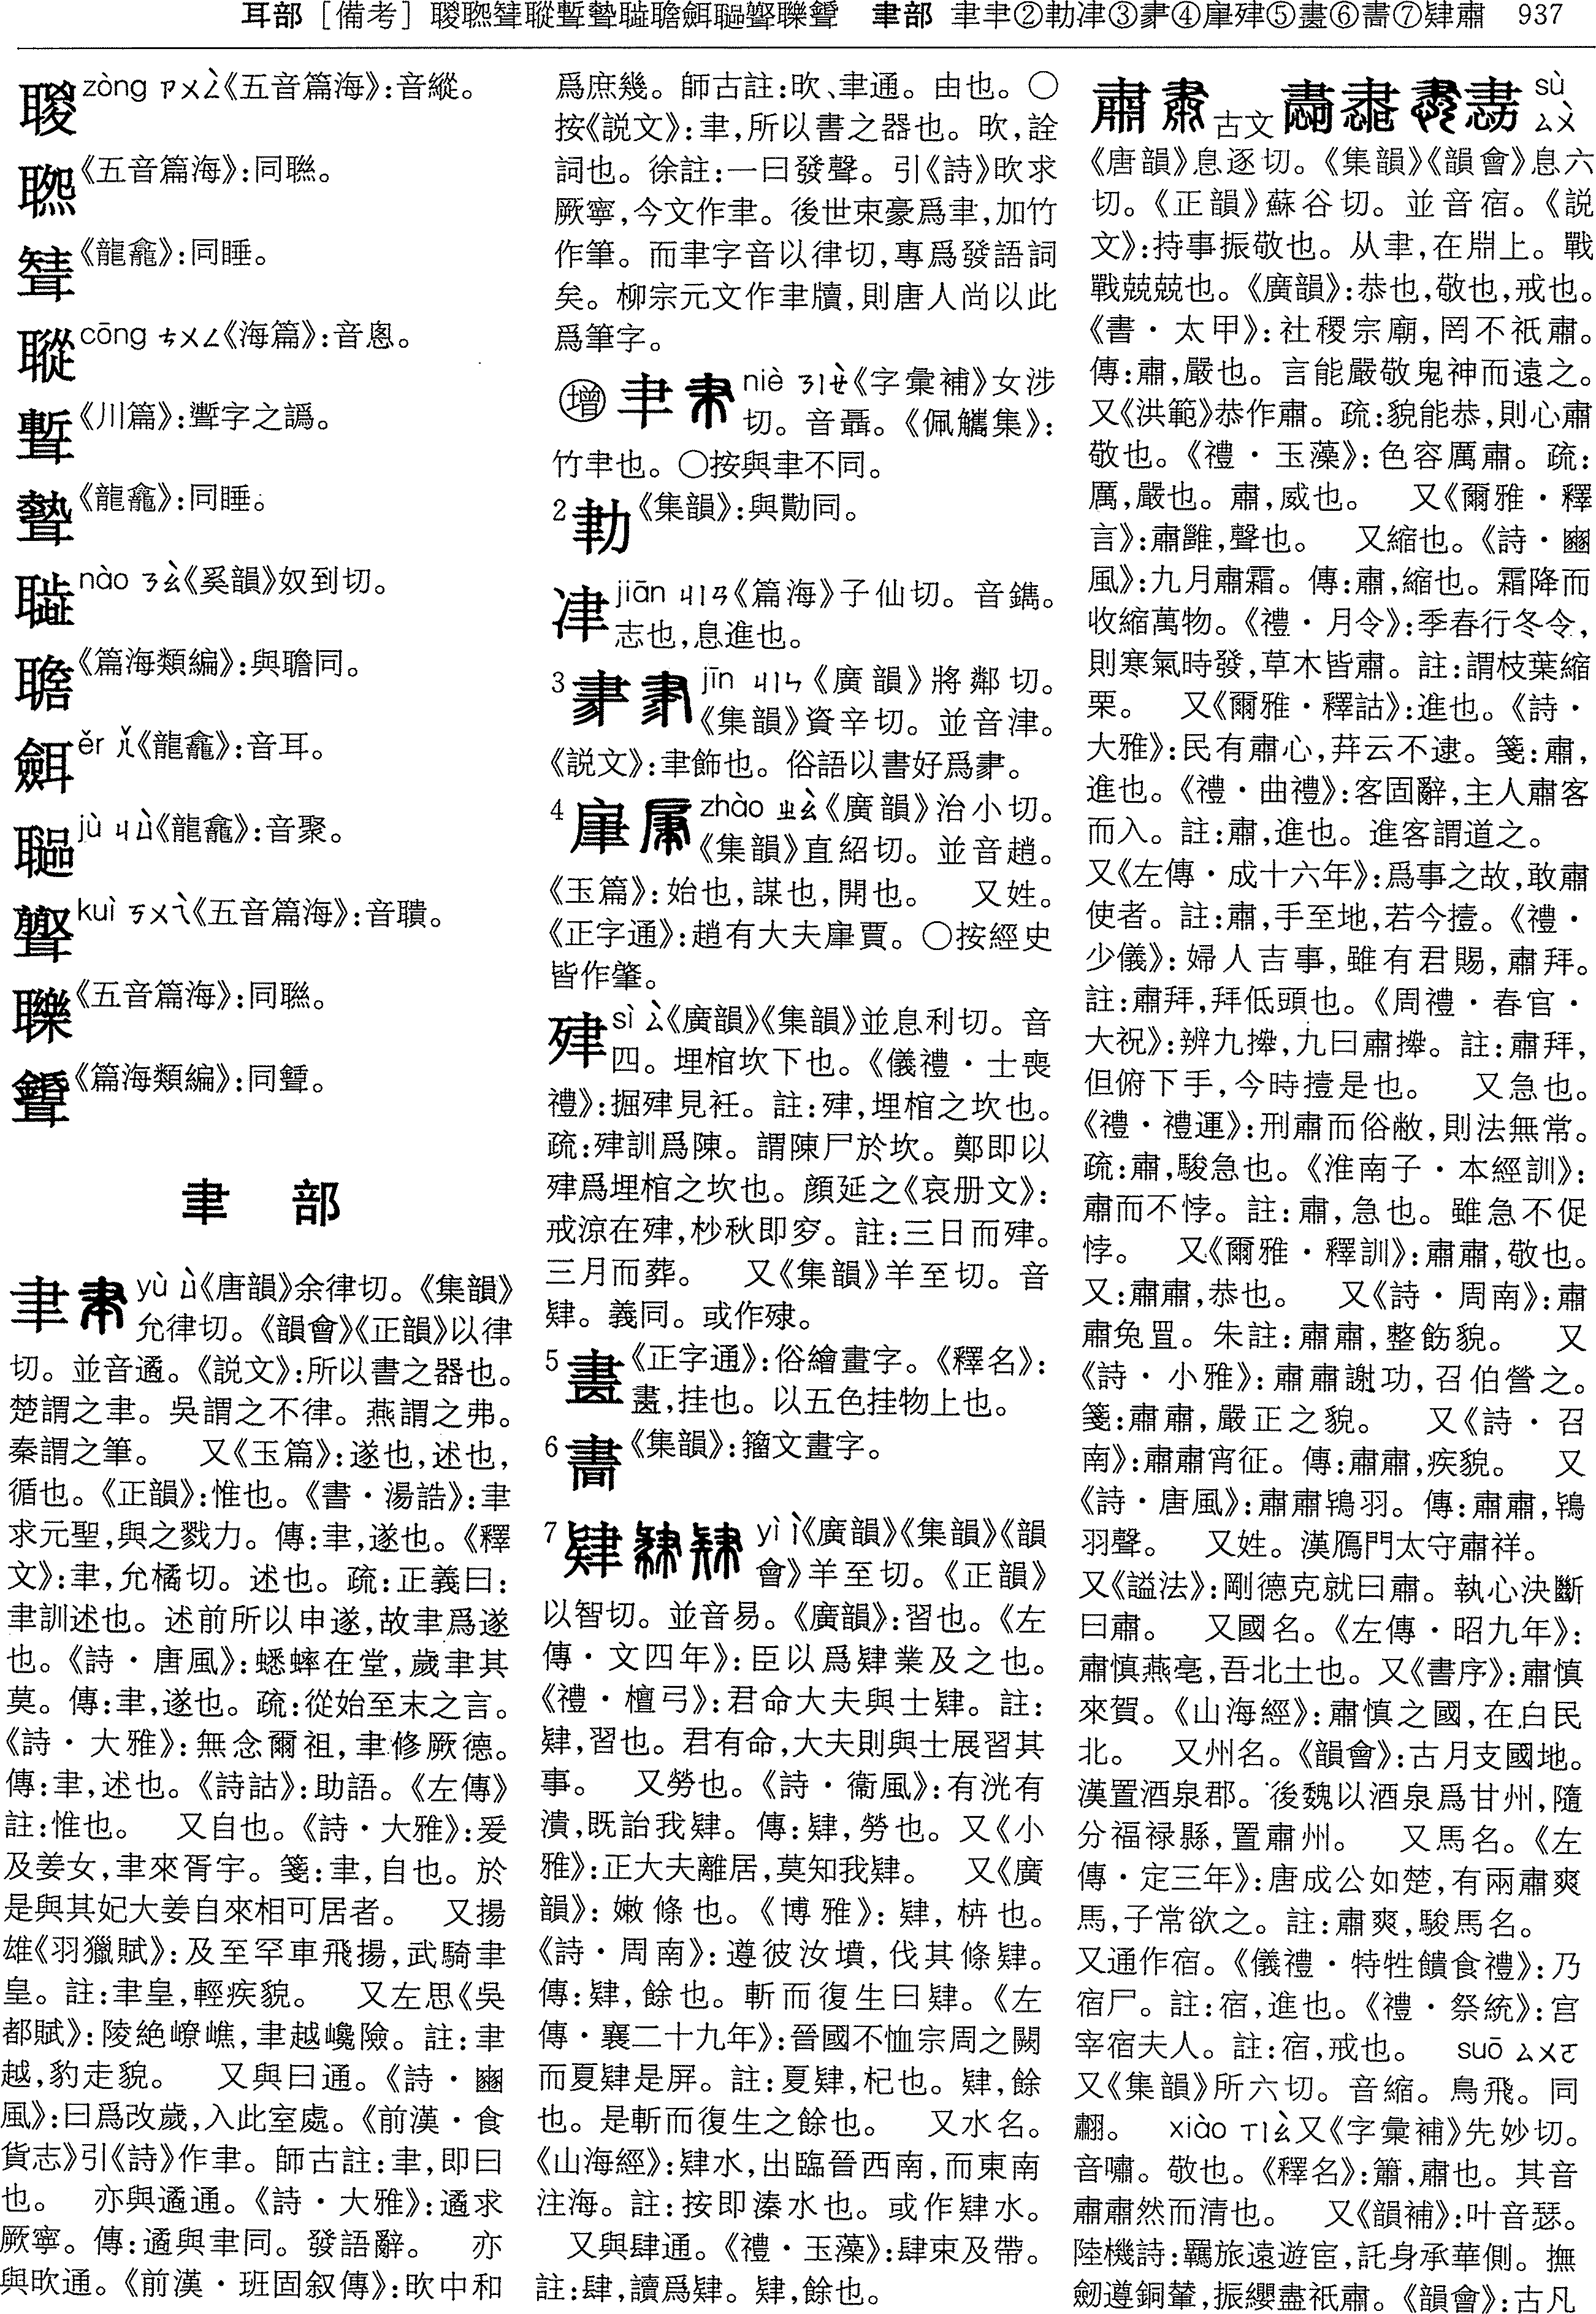 耳部 [備考] 聿部 聿𦘒②③④肁⑤⑥⑦肄肅 937
zòng ㄗㄨㄥˋ《五音篇海》：音縱。
《五音篇海》：同聮。
《龍龕》：同睡。
瑽 cōng ㄘㄨㄥ《海篇》：音悤。
《川篇》：聻字之譌。
《龍龕》：同睡。
nào ㄋㄠˋ《奚韻》奴到切。
《篇海類編》：與聸同。
ěr ㄦˇ《龍龕》：音耳。
jù ㄐㄩˋ《龍龕》：音聚。
kuì ㄎㄨㄟˋ《五音篇海》：音聵。
《五音篇海》：同聮。
《篇海類編》：同。
聿 部
聿 yù ㄩˋ《唐韻》余律切。《集韻》
允律切。《韻會》《正韻》以律
切。並音遹。《説文》：所以書之器也。
楚謂之聿。吳謂之不律。燕謂之弗。
秦謂之筆。 又《玉篇》：遂也，述也，
循也。《正韻》：惟也。《書・湯誥》：聿
求元聖，與之戮力。傳：聿，遂也。《釋
文》：聿，允橘切。述也。疏：正義曰：
聿訓述也。述前所以申遂，故聿爲遂
也。《詩・唐風》：蟋蟀在堂，歲聿其
莫。傳：聿，遂也。疏：從始至末之言。
《詩・大雅》：無念爾祖，聿修厥德。
傳：聿，述也。《詩詁》：助語。《左傳》
註：惟也。 又自也。《詩・大雅》：爰
及姜女，聿來胥宇。箋：聿，自也。於
是與其妃大姜自來相可居者。 又揚
雄《羽獵賦》：及至罕車飛揚，武騎聿
皇。註：聿皇，輕疾貌。 又左思《吳
都賦》：陵絶嶛嶕，聿越巉險。註：聿
越，豹走貌。 又與曰通。《詩・豳
風》：曰爲改歲，入此室處。《前漢・食
貨志》引《詩》作聿。師古註：聿，即曰
也。 亦與遹通。《詩・大雅》：遹求
厥寧。傳：遹與聿同。發語辭。 亦
與欥通。《前漢・班固叙傳》：欥中和
爲庶幾。師古註：欥、聿通。由也。○
按《説文》：聿，所以書之器也。欥，詮
詞也。徐註：一曰發聲。引《詩》欥求
厥寧，今文作聿。後世束豪爲聿，加竹
作筆。而聿字音以律切，專爲發語詞
矣。柳宗元文作聿牘，則唐人尚以此
爲筆字。
增 𦘒 niè ㄋㄧㄝˋ《字彙補》女涉
切。音聶。《佩觿集》：
竹𦘒也。○按與聿不同。
2 《集韻》：與勩同。
jiān ㄐㄧㄢ《篇海》子仙切。音鐫。
志也，息進也。
3 𦘔 jīn ㄐㄧㄣ《廣韻》將鄰切。
《集韻》資辛切。並音津。
《説文》：聿飾也。俗語以書好爲𦘔。
4 肁 zhào ㄓㄠˋ《廣韻》治小切。
《集韻》直紹切。並音趙。
《玉篇》：始也，謀也，開也。 又姓。
《正字通》：趙有大夫肁賈。○按經史
皆作肇。
㣈 sì ㄙˋ《廣韻》《集韻》並息利切。音
四。埋棺坎下也。《儀禮・士喪
禮》：掘肂見衽。註：肂，埋棺之坎也。
疏：肂訓爲陳。謂陳尸於坎。鄭即以
肂爲埋棺之坎也。顔延之《哀册文》：
戒涼在肂，杪秋即穸。註：三日而肂。
三月而葬。 又《集韻》羊至切。音
肄。義同。或作殔。
5 《正字通》：俗繪畫字。《釋名》：
，挂也。以五色挂物上也。
6 《集韻》：籀文畫字。
7 肄 yì ㄧˋ《廣韻》《集韻》《韻
會》羊至切。《正韻》
以智切。並音易。《廣韻》：習也。《左
傳・文四年》：臣以爲肄業及之也。
《禮・檀弓》：君命大夫與士肄。註：
肄，習也。君有命，大夫則與士展習其
事。 又勞也。《詩・衞風》：有洸有
潰，既詒我肄。傳：肄，勞也。又《小
雅》：正大夫離居，莫知我肄。 又《廣
韻》：嫩條也。《博雅》：肄，枿也。
《詩・周南》：遵彼汝墳，伐其條肄。
傳：肄，餘也。斬而復生曰肄。《左
傳・襄二十九年》：晉國不恤宗周之闕
而夏肄是屏。註：夏肄，杞也。肄，餘
也。是斬而復生之餘也。 又水名。
《山海經》：肄水，出臨晉西南，而東南
注海。註：按即溱水也。或作肄水。
又與肆通。《禮・玉藻》：肆束及帶。
註：肆，讀爲肄。肄，餘也。
肅 古文 sù ㄙㄨˋ
《唐韻》息逐切。《集韻》《韻會》息六
切。《正韻》蘇谷切。並音宿。《説
文》：持事振敬也。从聿，在𣶒上。戰
戰兢兢也。《廣韻》：恭也，敬也，戒也。
《書・太甲》：社稷宗廟，罔不祇肅。
傳：肅，嚴也。言能嚴敬鬼神而遠之。
又《洪範》恭作肅。疏：貌能恭，則心肅
敬也。《禮・玉藻》：色容厲肅。疏：
厲，嚴也。肅，威也。 又《爾雅・釋
言》：肅雝，聲也。 又縮也。《詩・豳
風》：九月肅霜。傳：肅，縮也。霜降而
收縮萬物。《禮・月令》：季春行冬令，
則寒氣時發，草木皆肅。註：謂枝葉縮
栗。 又《爾雅・釋詁》：進也。《詩・
大雅》：民有肅心，荓云不逮。箋：肅，
進也。《禮・曲禮》：客固辭，主人肅客
而入。註：肅，進也。進客謂道之。
又《左傳・成十六年》：爲事之故，敢肅
使者。註：肅，手至地，若今擅。《禮・
少儀》：婦人吉事，雖有君賜，肅拜。
註：肅拜，拜低頭也。《周禮・春官・
大祝》：辨九𢷎，九曰肅𢷎。註：肅拜，
但俯下手，今時撎是也。 又急也。
《禮・禮運》：刑肅而俗敝，則法無常。
疏：肅，駿急也。《淮南子・本經訓》：
肅而不悖。註：肅，急也。雖急不促
悖。 又《爾雅・釋訓》：肅肅，敬也。
又：肅肅，恭也。 又《詩・周南》：肅
肅兔罝。朱註：肅肅，整飭貌。 又
《詩・小雅》：肅肅謝功，召伯營之。
箋：肅肅，嚴正之貌。 又《詩・召
南》：肅肅宵征。傳：肅肅，疾貌。 又
《詩・唐風》：肅肅鴇羽。傳：肅肅，鴇
羽聲。 又姓。漢鴈門太守肅祥。
又《謚法》：剛德克就曰肅。執心決斷
曰肅。 又國名。《左傳・昭九年》：
肅慎燕亳，吾北土也。又《書序》：肅慎
來賀。《山海經》：肅慎之國，在白民
北。 又州名。《韻會》：古月支國地。
漢置酒泉郡。後魏以酒泉爲甘州，隨
分福禄縣，置肅州。 又馬名。《左
傳・定三年》：唐成公如楚，有兩肅爽
馬，子常欲之。註：肅爽，駿馬名。
又通作宿。《儀禮・特牲饋食禮》：乃
宿尸。註：宿，進也。《禮・祭統》：宫
宰宿夫人。註：宿，戒也。 suō ㄙㄨㄛ
又《集韻》所六切。音縮。鳥飛。同
翿。 xiào ㄒㄧㄠˋ又《字彙補》先妙切。
音嘯。敬也。《釋名》：簫，肅也。其音
肅肅然而清也。 又《韻補》：叶音瑟。
陸機詩：羈旅遠遊宦，託身承華側。撫
劒遵銅輦，振纓盡祇肅。《韻會》：古凡